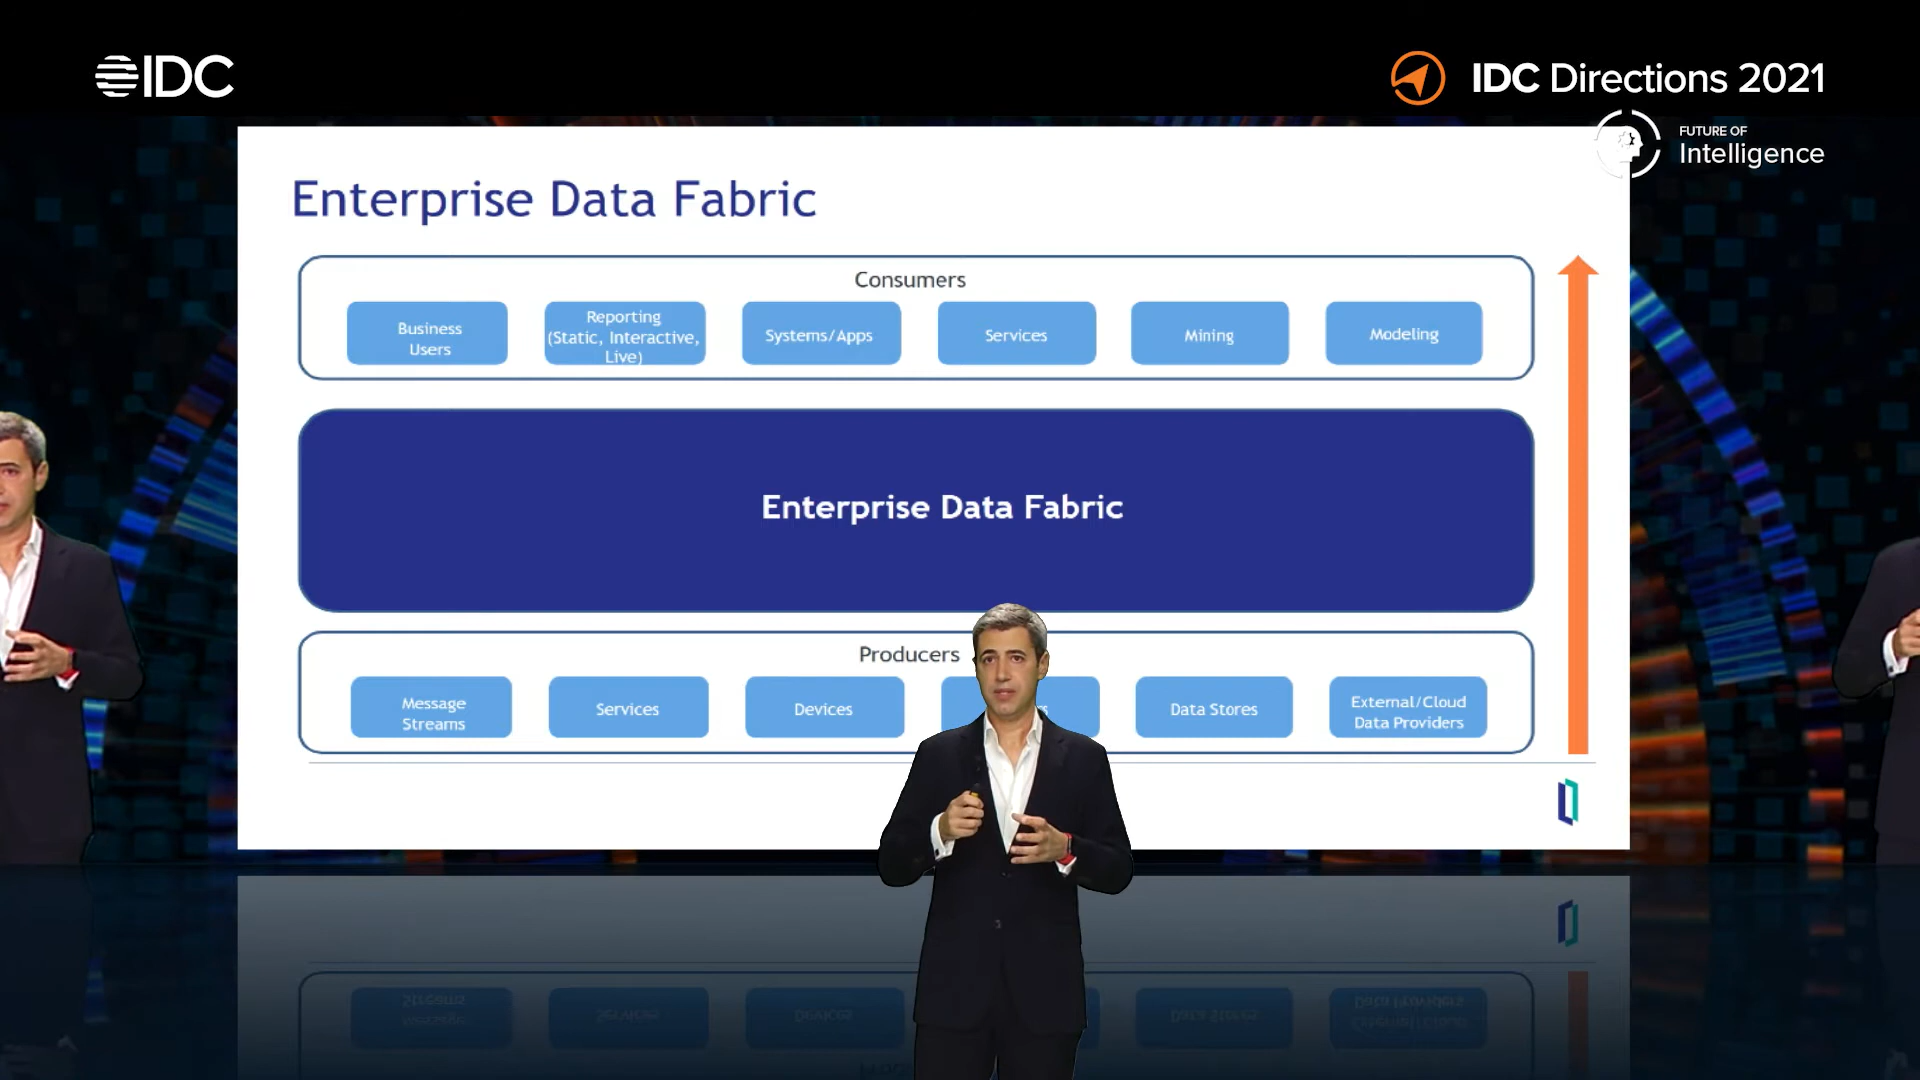 IDC
IDC Directions 2021
FUTURE OF
Intelligence
Enterprise Data Fabric
Consumers
Business
Users
Reporting
(Static, Interactive,
Live)
Systems/Apps
Services
Mining
Modeling
Enterprise Data Fabric
Producers
Message
Streams
Services
Devices
Data Stores
External/Cloud
Data Providers